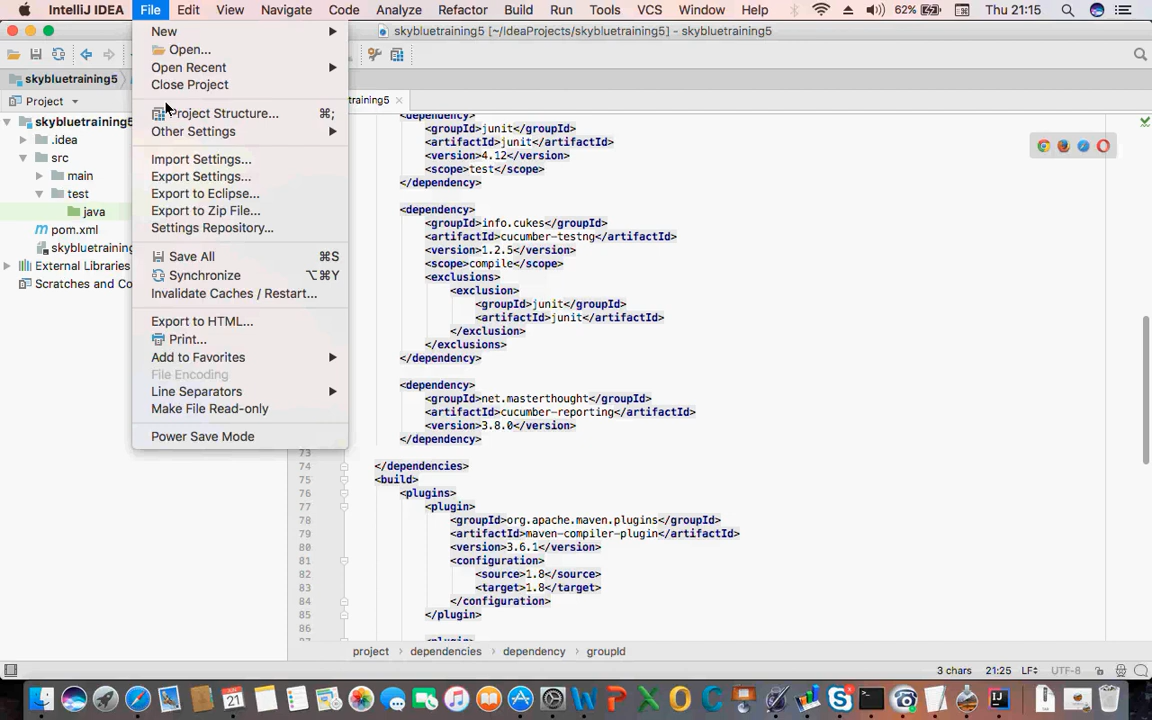 IntelliJ IDEA File Edit View Navigate Code Analyze Refactor Build Run Tools VCS Window Help 62% Thu 21:15
skybluetraining5 [~/IdeaProjects/skybluetraining5] - skybluetraining5
skybluetraining5
Project
training5
skybluetraining5
.idea
src
main
test
java
pom.xml
skybluetraining
External Libraries
Scratches and Co
New
Open...
Open Recent
Close Project
Project Structure... ⌘;
Other Settings
Import Settings...
Export Settings...
Export to Eclipse...
Export to Zip File...
Settings Repository...
Save All ⌘S
Synchronize ⌥⌘Y
Invalidate Caches / Restart...
Export to HTML...
Print...
Add to Favorites
File Encoding
Line Separators
Make File Read-only
Power Save Mode
<dependency>
<groupId>junit</groupId>
<artifactId>junit</artifactId>
<version>4.12</version>
<scope>test</scope>
</dependency>
<dependency>
<groupId>info.cukes</groupId>
<artifactId>cucumber-testng</artifactId>
<version>1.2.5</version>
<scope>compile</scope>
<exclusions>
<exclusion>
<groupId>junit</groupId>
<artifactId>junit</artifactId>
</exclusion>
</exclusions>
</dependency>
<dependency>
<groupId>net.masterthought</groupId>
<artifactId>cucumber-reporting</artifactId>
<version>3.8.0</version>
</dependency>
73
74 </dependencies>
75 <build>
76 <plugins>
77 <plugin>
78 <groupId>org.apache.maven.plugins</groupId>
79 <artifactId>maven-compiler-plugin</artifactId>
80 <version>3.6.1</version>
81 <configuration>
82 <source>1.8</source>
83 <target>1.8</target>
84 </configuration>
85 </plugin>
86
87 <plugin>
project dependencies dependency groupId
3 chars 21:25 LF÷ UTF-8